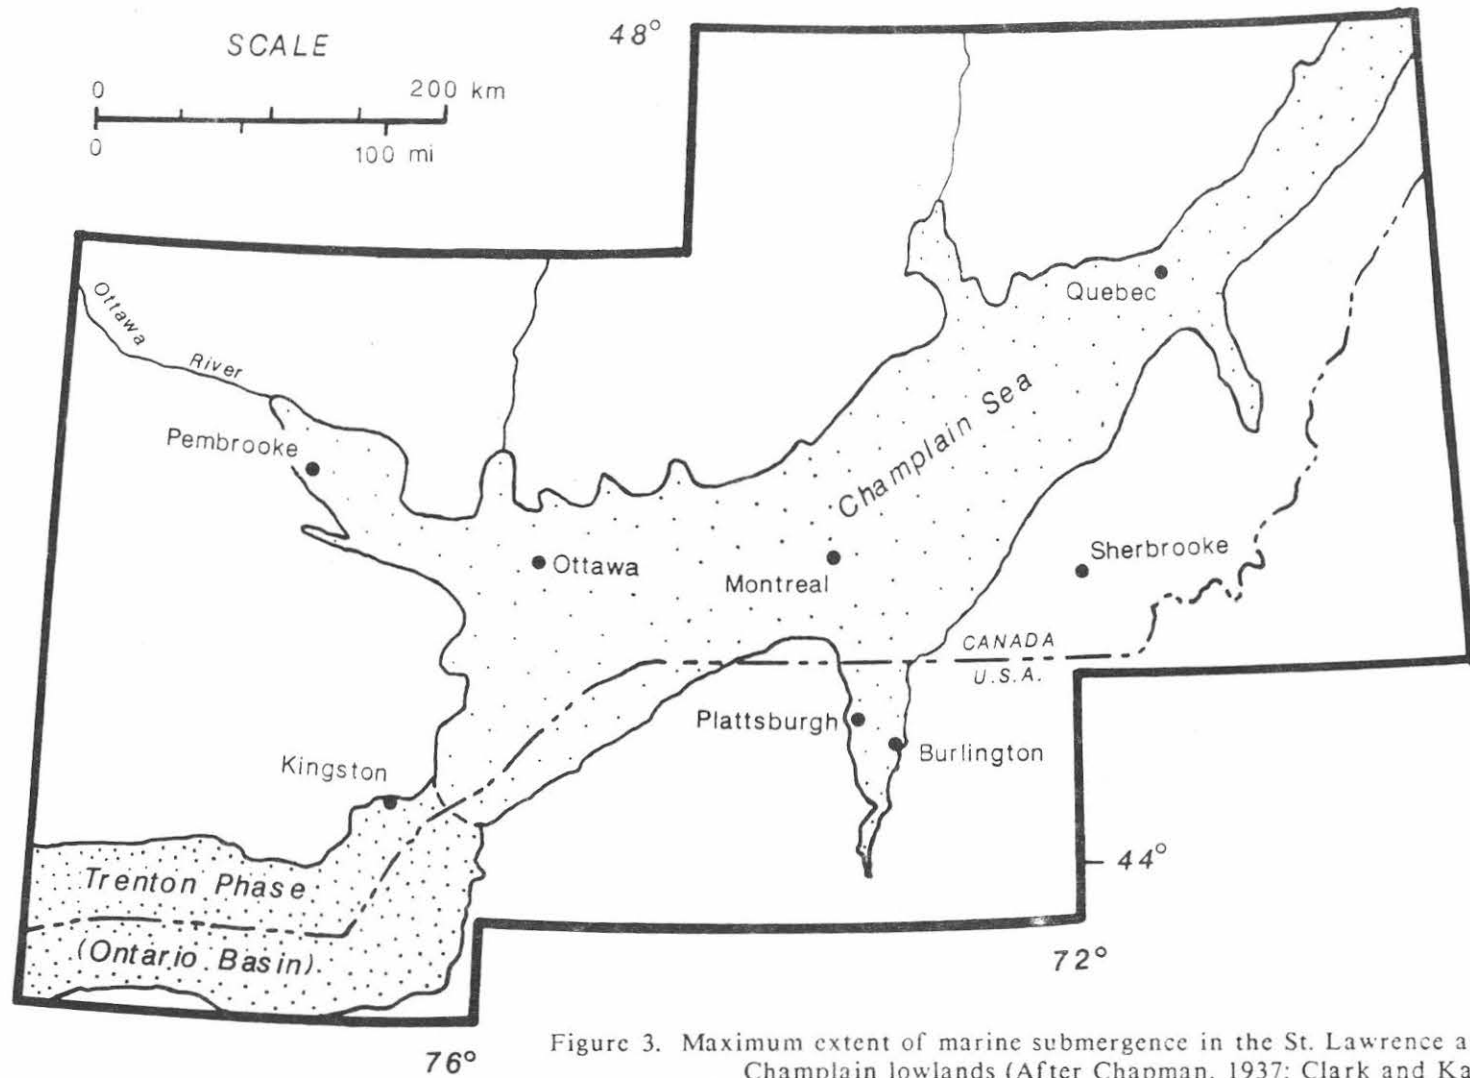 SCALE
0 200 km
0 100 mi
48°
Ottawa River
Pembrooke
Quebec
Champlain Sea
Ottawa
Montreal
Sherbrooke
CANADA
U.S.A.
Plattsburgh
Burlington
Kingston
Trenton Phase
(Ontario Basin)
44°
72°
76°
Figure 3. Maximum extent of marine submergence in the St. Lawrence a
Champlain lowlands (After Chapman, 1937; Clark and Ka